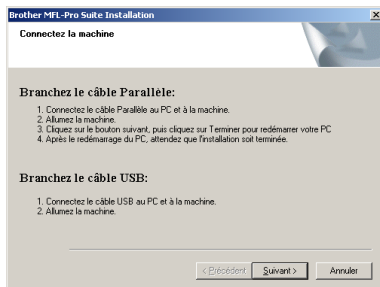 Brother MFL-Pro Suite Installation
Connectez la machine
Branchez le câble Parallèle:
1. Connectez le câble Parallèle au PC et à la machine.
2. Allumez la machine.
3. Cliquez sur le bouton suivant, puis cliquez sur Terminer pour redémarrer votre PC
4. Après le redémarrage du PC, attendez que l'installation soit terminée.
Branchez le câble USB:
1. Connectez le câble USB au PC et à la machine.
2. Allumez la machine.
< Précédent Suivant > Annuler